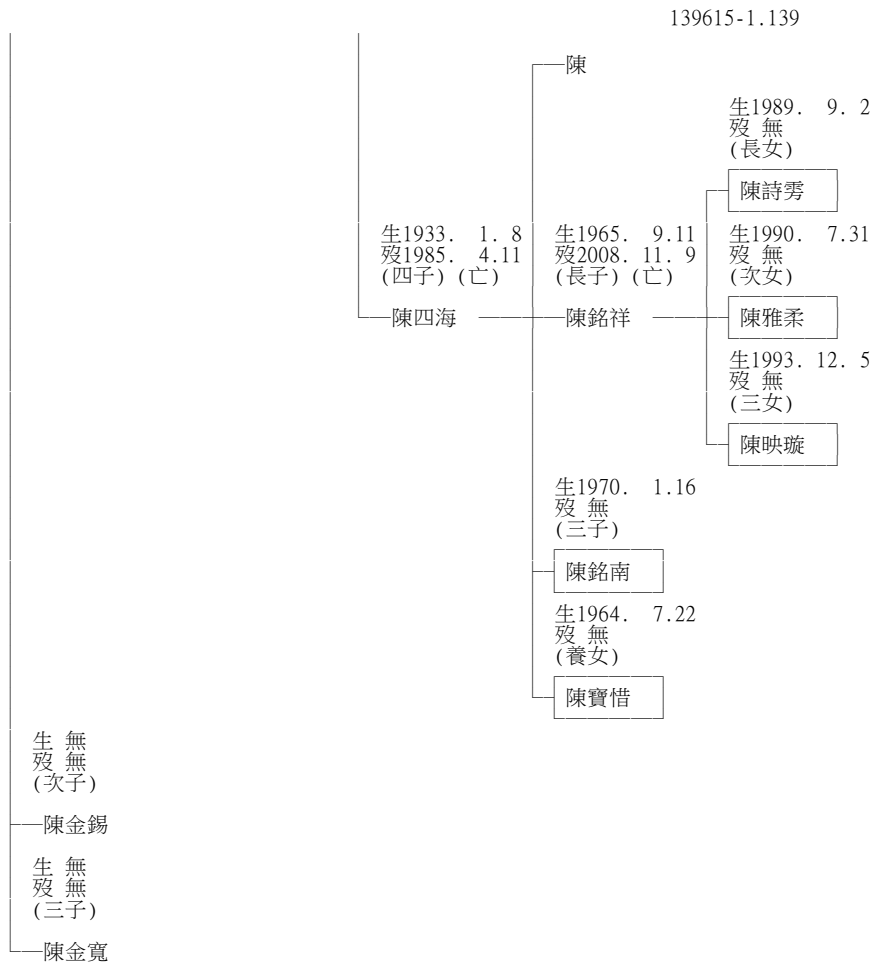 139615-1.139
陳
生1989. 9. 2
歿 無
(長女)
陳詩雱
生1933. 1. 8
歿1985. 4.11
(四子)(亡)
陳四海
生1965. 9.11
歿2008. 11. 9
(長子)(亡)
陳銘祥
生1990. 7.31
歿 無
(次女)
陳雅柔
生1993. 12. 5
歿 無
(三女)
陳映璇
生1970. 1.16
歿 無
(三子)
陳銘南
生1964. 7.22
歿 無
(養女)
陳寶惜
生 無
歿 無
(次子)
陳金錫
生 無
歿 無
(三子)
陳金寬